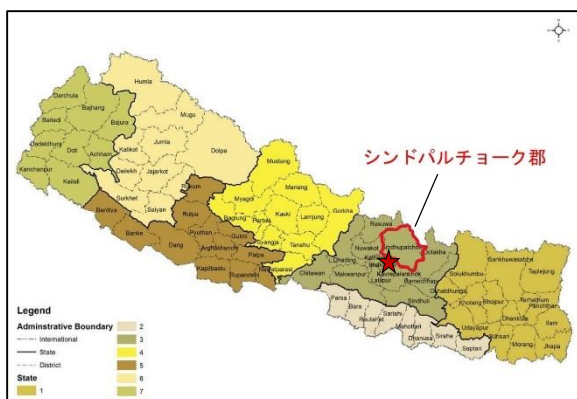 Humla
Darchula
Bajhang
Bajura
Mugu
Baitadi
Dadeldhura
Doti
Achham
Kalikot
Jumla
Dolpa
Kanchanpur
Kailali
Dailekh
Jajarkot
Mustang
シンドパルチョーク郡
Surkhet
Salyan
Rukum
Manang
Myagdi
Bardiya
Rolpa
Baglung
Parbat
Kaski
Lamjung
Gorkha
Rasuwa
Banke
Dang
Pyuthan
Gulmi
Syangja
Tanahu
Nuwakot
Sindhupalchok
Dolakha
Arghakhanchi
Palpa
Dhading
Sankhuwasabha
Taplejung
Kapilbastu
Rupandehi
Nawalparasi
Chitawan
Makwanpur
Lalitpur
Ramechhap
Solukhumbu
Okhaldhunga
Sindhuli
Khotang
Bhojpur
Terhathum
Panchthar
Parsa
Bara
Rautahat
Sarlahi
Mahottari
Dhanusa
Siraha
Saptari
Udayapur
Dhankuta
Ilam
Sunsari
Morang
Jhapa
Legend
Adminstrative Boundary
International
State
District
State
1
2
3
4
5
6
7